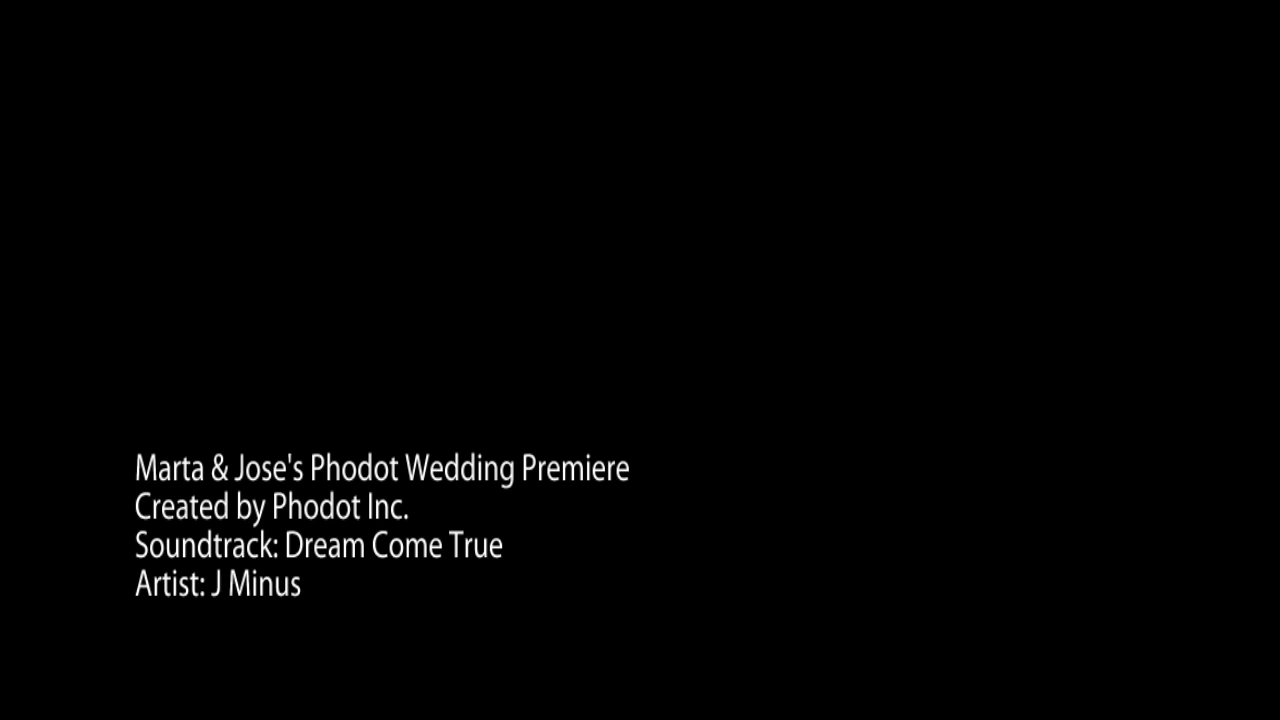 Marta & Jose's Phodot Wedding Premiere
Created by Phodot Inc.
Soundtrack: Dream Come True
Artist: J Minus